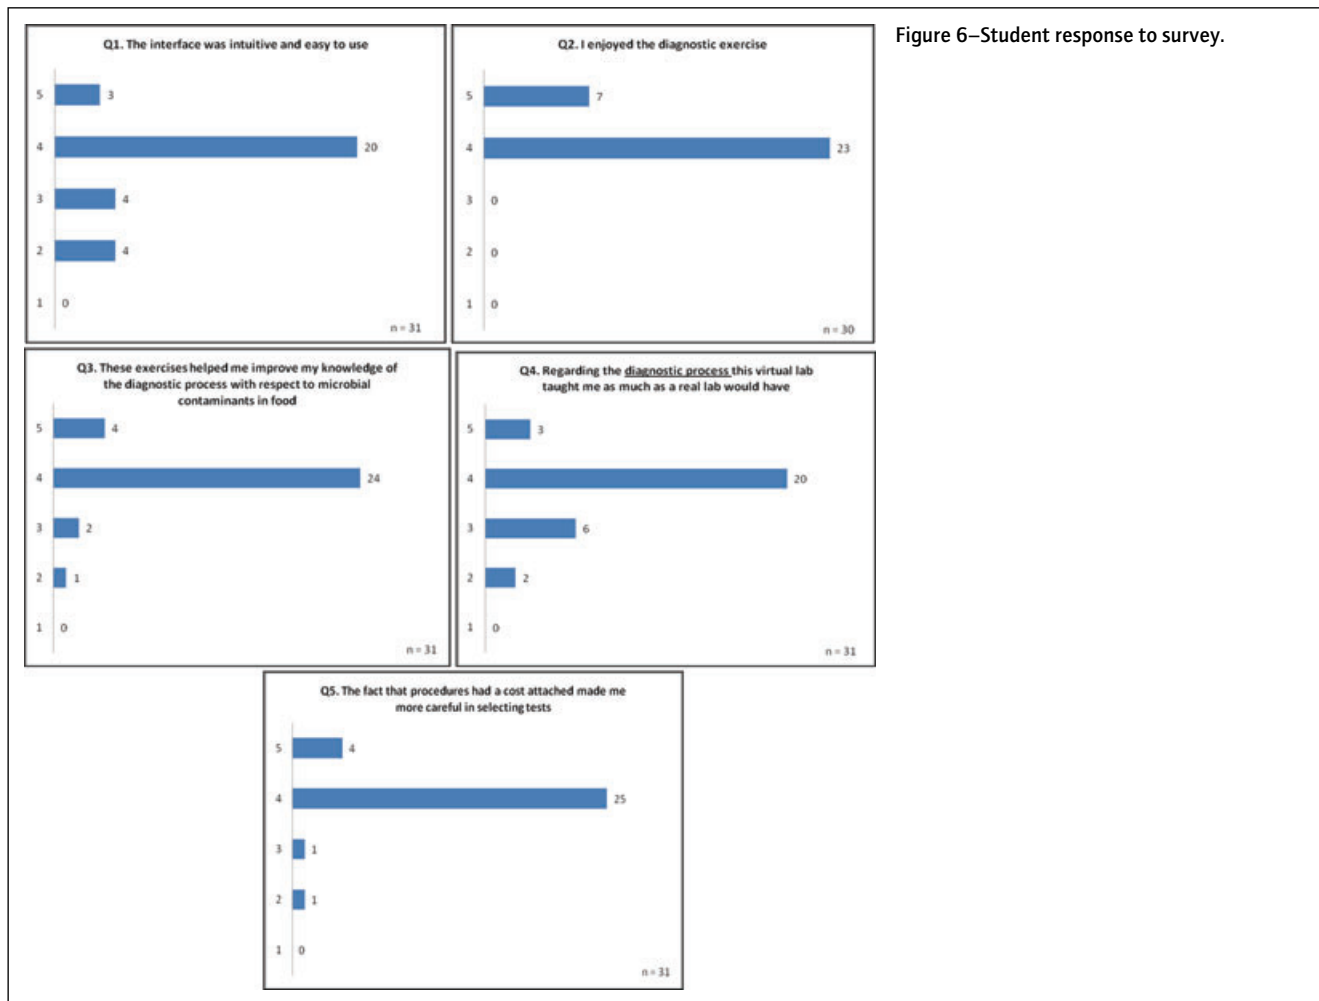 Figure 6–Student response to survey.
Q1. The interface was intuitive and easy to use
5 3
4 20
3 4
2 4
1 0
n = 31
Q2. I enjoyed the diagnostic exercise
5 7
4 23
3 0
2 0
1 0
n = 30
Q3. These exercises helped me improve my knowledge of
the diagnostic process with respect to microbial
contaminants in food
5 4
4 24
3 2
2 1
1 0
n = 31
Q4. Regarding the diagnostic process this virtual lab
taught me as much as a real lab would have
5 3
4 20
3 6
2 2
1 0
n = 31
Q5. The fact that procedures had a cost attached made me
more careful in selecting tests
5 4
4 25
3 1
2 1
1 0
n = 31